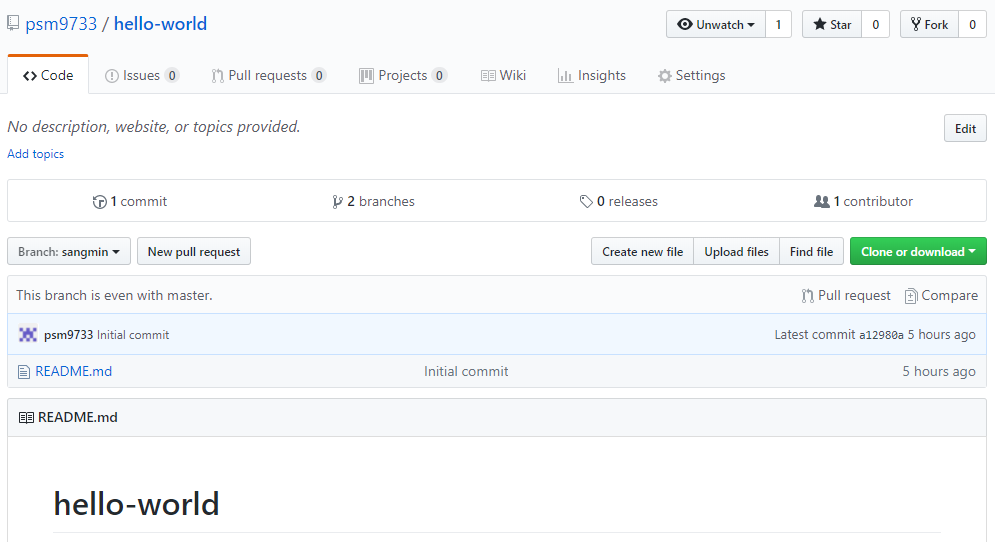 psm9733 / hello-world Unwatch 1 Star 0 Fork 0
Code Issues 0 Pull requests 0 Projects 0 Wiki Insights Settings
No description, website, or topics provided. Edit
Add topics
1 commit 2 branches 0 releases 1 contributor
Branch: sangmin New pull request Create new file Upload files Find file Clone or download
This branch is even with master. Pull request Compare
psm9733 Initial commit Latest commit a12980a 5 hours ago
README.md Initial commit 5 hours ago
README.md
hello-world